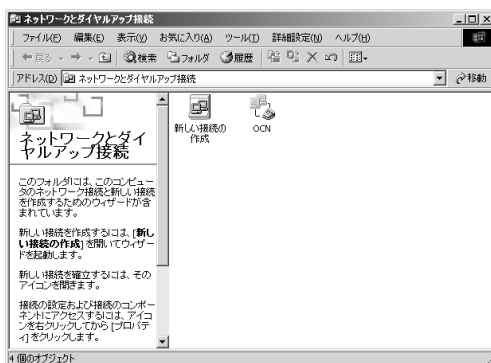 ネットワークとダイヤルアップ接続
ファイル(F) 編集(E) 表示(V) お気に入り(A) ツール(T) 詳細設定(N) ヘルプ(H)
戻る 検索 フォルダ 履歴
アドレス(D) ネットワークとダイヤルアップ接続 移動
ネットワークとダイ
ヤルアップ接続
このフォルダには、このコンピュー
タのネットワーク接続と新しい接続
を作成するためのウィザードが含
まれています。
新しい接続を作成するには、[新し
い接続の作成] を開いてウィザー
ドを起動します。
新しい接続を確立するには、その
アイコンを開きます。
接続の設定および接続のコンポー
ネントにアクセスするには、アイコ
ンを右クリックしてから [プロパテ
ィ] をクリックします。
新しい接続の
作成
OCN
4 個のオブジェクト